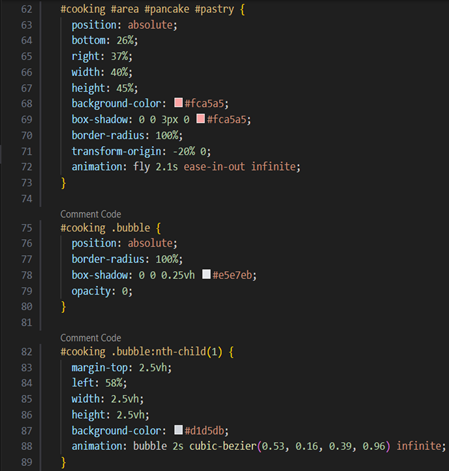 62 #cooking #area #pancake #pastry {
63 position: absolute;
64 bottom: 26%;
65 right: 37%;
66 width: 40%;
67 height: 45%;
68 background-color: #fca5a5;
69 box-shadow: 0 0 3px 0 #fca5a5;
70 border-radius: 100%;
71 transform-origin: -20% 0;
72 animation: fly 2.1s ease-in-out infinite;
73 }
74
Comment Code
75 #cooking .bubble {
76 position: absolute;
77 border-radius: 100%;
78 box-shadow: 0 0 0.25vh #e5e7eb;
79 opacity: 0;
80 }
81
Comment Code
82 #cooking .bubble:nth-child(1) {
83 margin-top: 2.5vh;
84 left: 58%;
85 width: 2.5vh;
86 height: 2.5vh;
87 background-color: #d1d5db;
88 animation: bubble 2s cubic-bezier(0.53, 0.16, 0.39, 0.96) infinite;
89 }